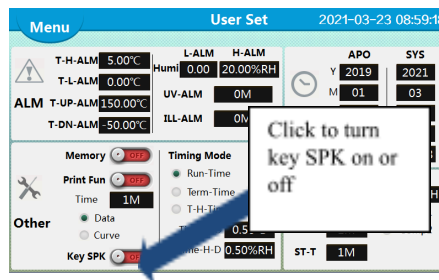 Menu
User Set
2021-03-23 08:59:18
L-ALM H-ALM
T-H-ALM 5.00℃
Humi 0.00 20.00%RH
T-L-ALM 0.00℃
UV-ALM 0M
ALM T-UP-ALM 150.00℃
ILL-ALM 0M
T-DN-ALM -50.00℃
APO SYS
Y 2019 2021
M 01 03
Click to turn
key SPK on or
off
Memory OFF
Timing Mode
Print Fun OFF
Run-Time
Time 1M
Term-Time
Data
Other
Curve
Key SPK
0.50%RH
ST-T 1M